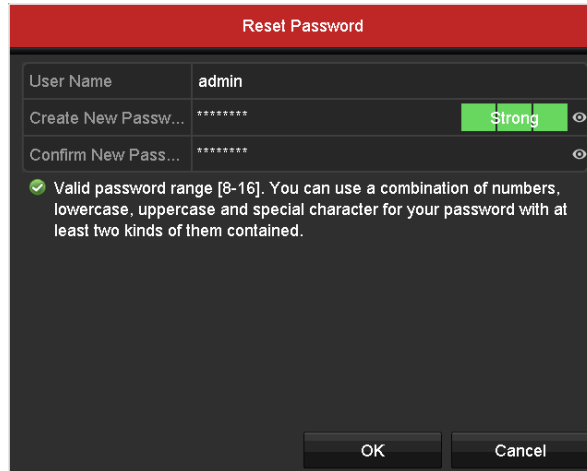 Reset Password
User Name admin
Create New Passw... ******** Strong
Confirm New Pass... ********
Valid password range [8-16]. You can use a combination of numbers,
lowercase, uppercase and special character for your password with at
least two kinds of them contained.
OK Cancel